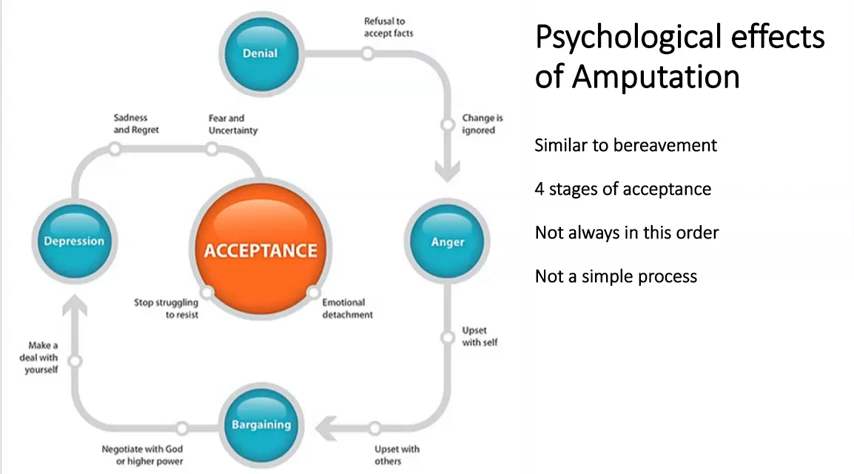 Psychological effects
of Amputation
Similar to bereavement
4 stages of acceptance
Not always in this order
Not a simple process
Denial
Refusal to
accept facts
Change is
ignored
Anger
Upset
with self
Upset with
others
Bargaining
Negotiate with God
or higher power
Make a
deal with
yourself
Depression
Sadness
and Regret
Fear and
Uncertainty
ACCEPTANCE
Stop struggling
to resist
Emotional
detachment